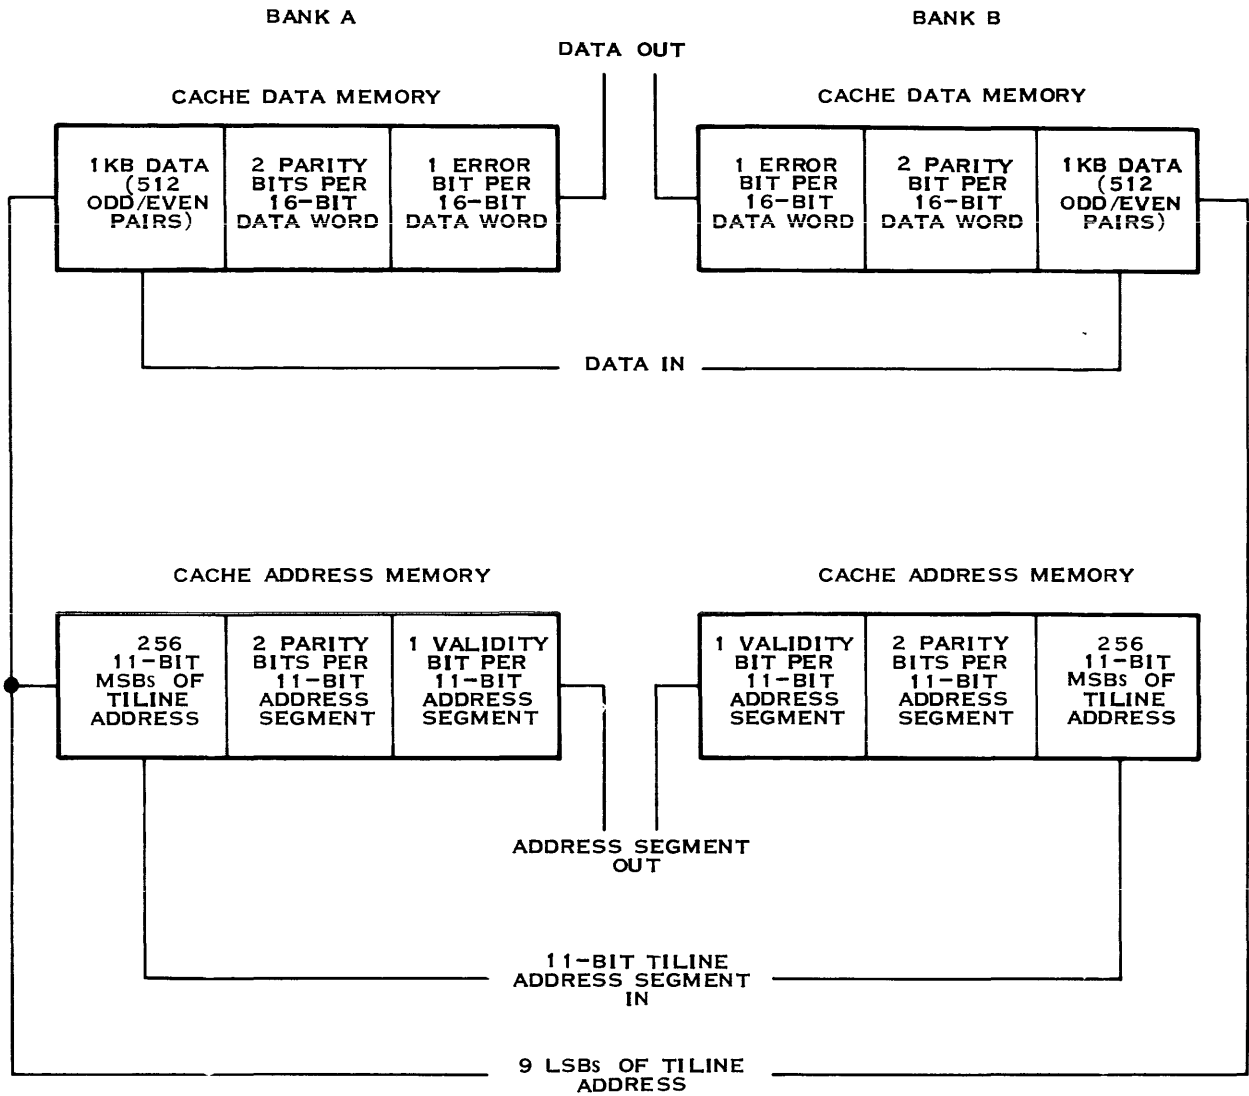 BANK A
BANK B
DATA OUT
CACHE DATA MEMORY
CACHE DATA MEMORY
1KB DATA
(512
ODD/EVEN
PAIRS)
2 PARITY
BITS PER
16-BIT
DATA WORD
1 ERROR
BIT PER
16-BIT
DATA WORD
1 ERROR
BIT PER
16-BIT
DATA WORD
2 PARITY
BIT PER
16-BIT
DATA WORD
1KB DATA
(512
ODD/EVEN
PAIRS)
DATA IN
CACHE ADDRESS MEMORY
CACHE ADDRESS MEMORY
256
11-BIT
MSBs OF
TILINE
ADDRESS
2 PARITY
BITS PER
11-BIT
ADDRESS
SEGMENT
1 VALIDITY
BIT PER
11-BIT
ADDRESS
SEGMENT
1 VALIDITY
BIT PER
11-BIT
ADDRESS
SEGMENT
2 PARITY
BITS PER
11-BIT
ADDRESS
SEGMENT
256
11-BIT
MSBs OF
TILINE
ADDRESS
ADDRESS SEGMENT
OUT
11-BIT TILINE
ADDRESS SEGMENT
IN
9 LSBs OF TILINE
ADDRESS